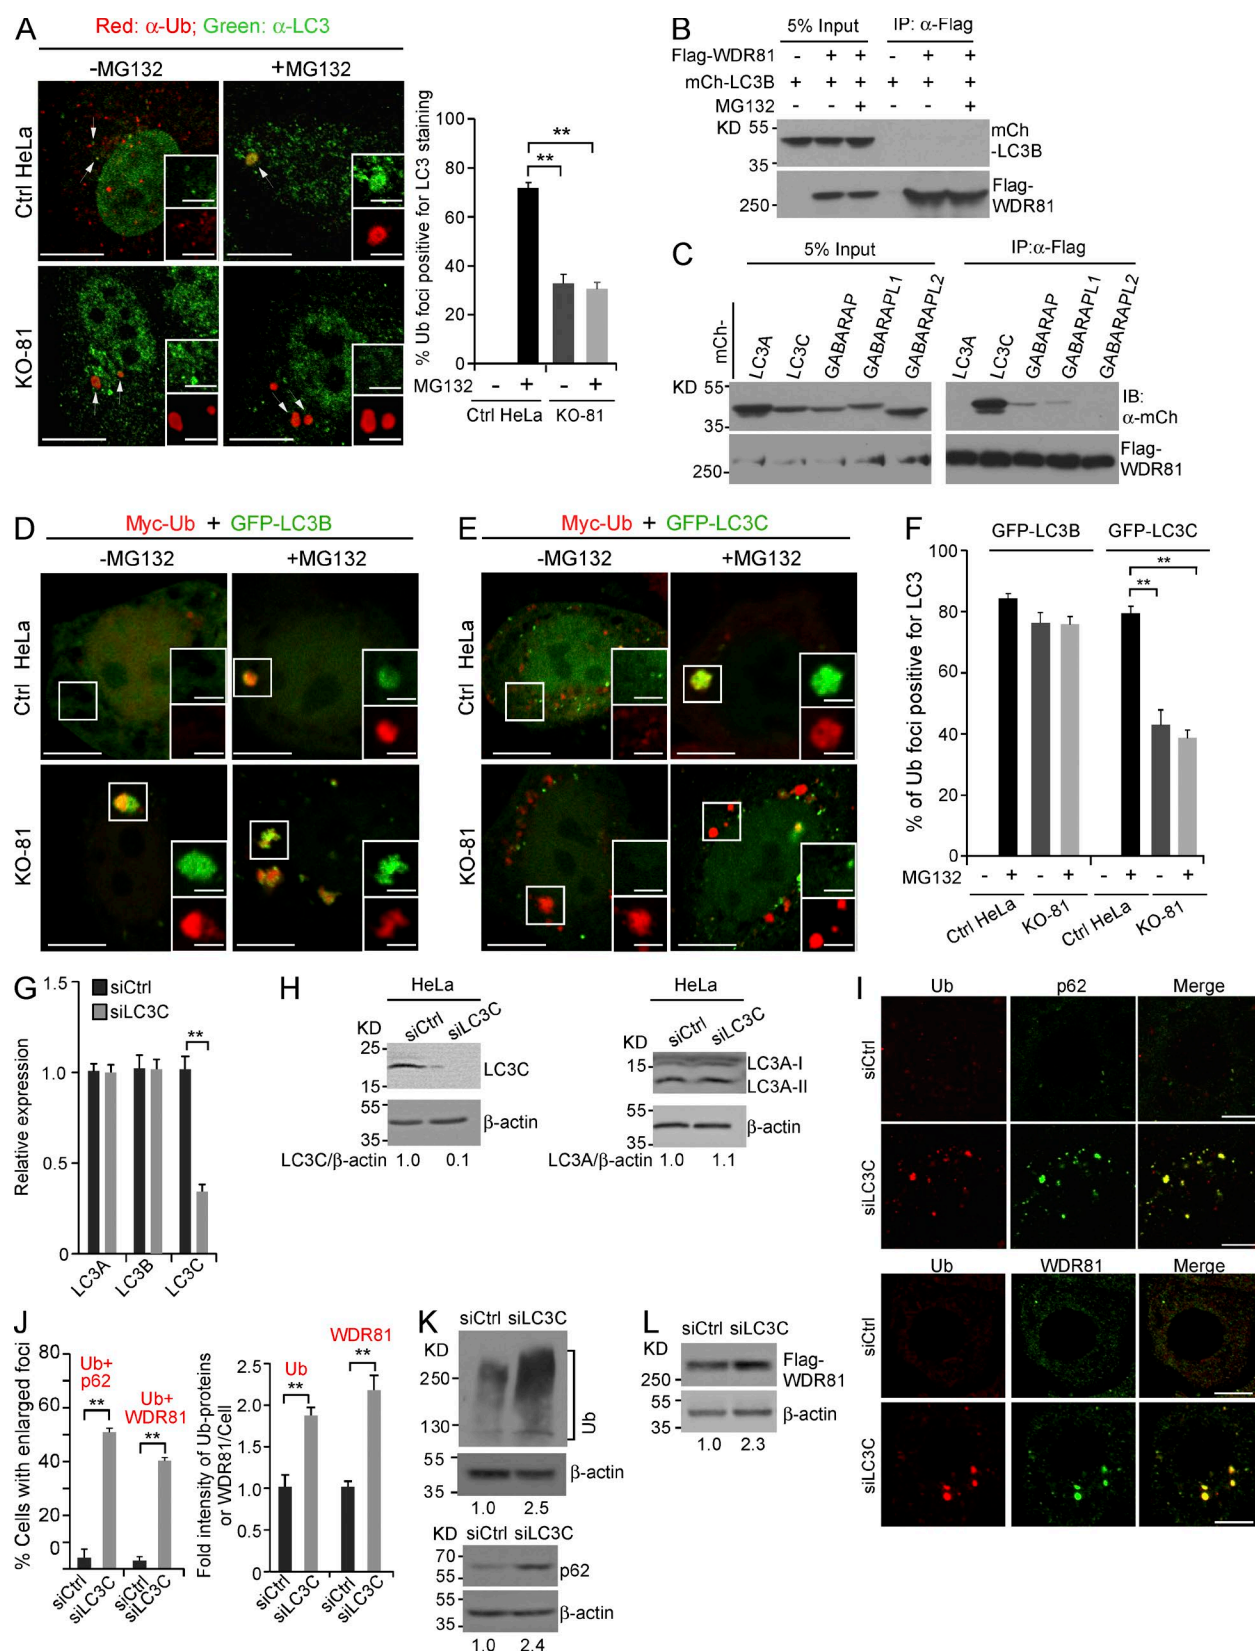 A
Red: α-Ub; Green: α-LC3
-MG132
+MG132
Ctrl HeLa
KO-81
% Ub foci positive for LC3 staining
100
80
60
40
20
0
**
**
MG132 - + - +
Ctrl HeLa KO-81
B
5% Input IP: α-Flag
Flag-WDR81 - + + - + +
mCh-LC3B + + + + + +
MG132 - - + - - +
KD 55
35
250
mCh
-LC3B
Flag-
WDR81
C
5% Input IP:α-Flag
mCh-
LC3A LC3C GABARAP GABARAPL1 GABARAPL2 LC3A LC3C GABARAP GABARAPL1 GABARAPL2
KD 55
35
250
IB:
α-mCh
Flag-
WDR81
D
Myc-Ub + GFP-LC3B
-MG132 +MG132
Ctrl HeLa
KO-81
E
Myc-Ub + GFP-LC3C
-MG132 +MG132
Ctrl HeLa
KO-81
F
GFP-LC3B GFP-LC3C
% of Ub foci positive for LC3
100
80
60
40
20
0
**
**
MG132 - + - + - + - +
Ctrl HeLa KO-81 Ctrl HeLa KO-81
G
siCtrl
siLC3C
Relative expression
1.5
1.0
0.5
0
**
LC3A LC3B LC3C
H
HeLa
siCtrl siLC3C
KD
25
15
LC3C
55
35
β-actin
LC3C/β-actin 1.0 0.1
HeLa
siCtrl siLC3C
KD
15
LC3A-I
LC3A-II
55
35
β-actin
LC3A/β-actin 1.0 1.1
I
Ub p62 Merge
siCtrl
siLC3C
Ub WDR81 Merge
siCtrl
siLC3C
J
% Cells with enlarged foci
80
60
40
20
0
Ub+
p62
**
Ub+
WDR81
**
siCtrl siLC3C siCtrl siLC3C
Fold intensity of Ub-proteins
or WDR81/Cell
2.5
2.0
1.5
1.0
0.5
0
Ub
**
WDR81
**
siCtrl siLC3C siCtrl siLC3C
K
siCtrl siLC3C
KD
250
130
Ub
55
35
β-actin
1.0 2.5
siCtrl siLC3C
KD
70
55
p62
55
35
β-actin
1.0 2.4
L
siCtrl siLC3C
KD
250
Flag-
WDR81
55
35
β-actin
1.0 2.3